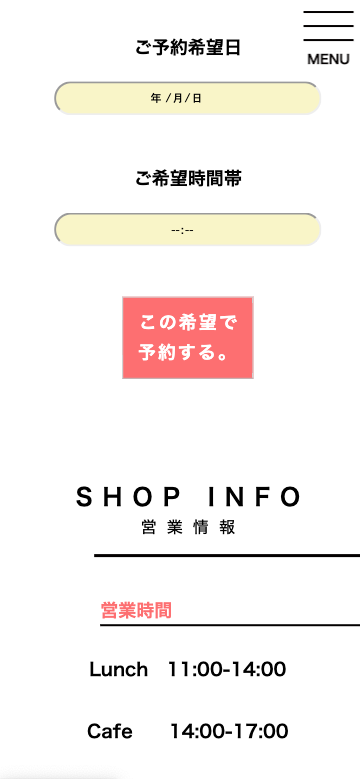 MENU
ご予約希望日
年 /月/日
ご希望時間帯
--:--
この希望で
予約する。
SHOP INFO
営業情報
営業時間
Lunch 11:00-14:00
Cafe 14:00-17:00